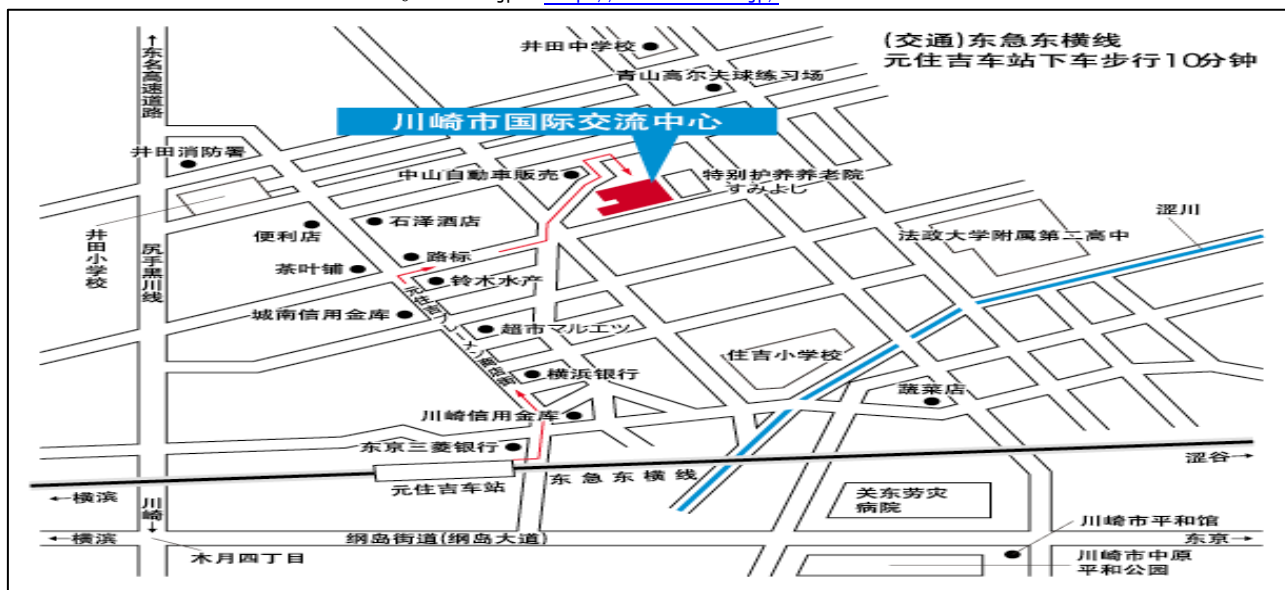 井田中学校
(交通)东急东横线
元住吉车站下车步行10分钟
青山高尔夫球练习场
东名高速道路
川崎市国际交流中心
井田消防署
中山自動車販売
特别护养养老院
すみよし
井田小学校
便利店
石泽酒店
涩川
法政大学附属第二高中
尻手黑川线
茶叶铺
路标
铃木水产
城南信用金库
超市マルエツ
住吉小学校
横浜银行
蔬菜店
川崎信用金库
东京三菱银行
元住吉车站
东急东横线
涩谷→
←横滨
川崎
关东劳灾
病院
←横滨
木月四丁目
纲岛街道(纲岛大道)
川崎市平和馆
东京→
川崎市中原
平和公园